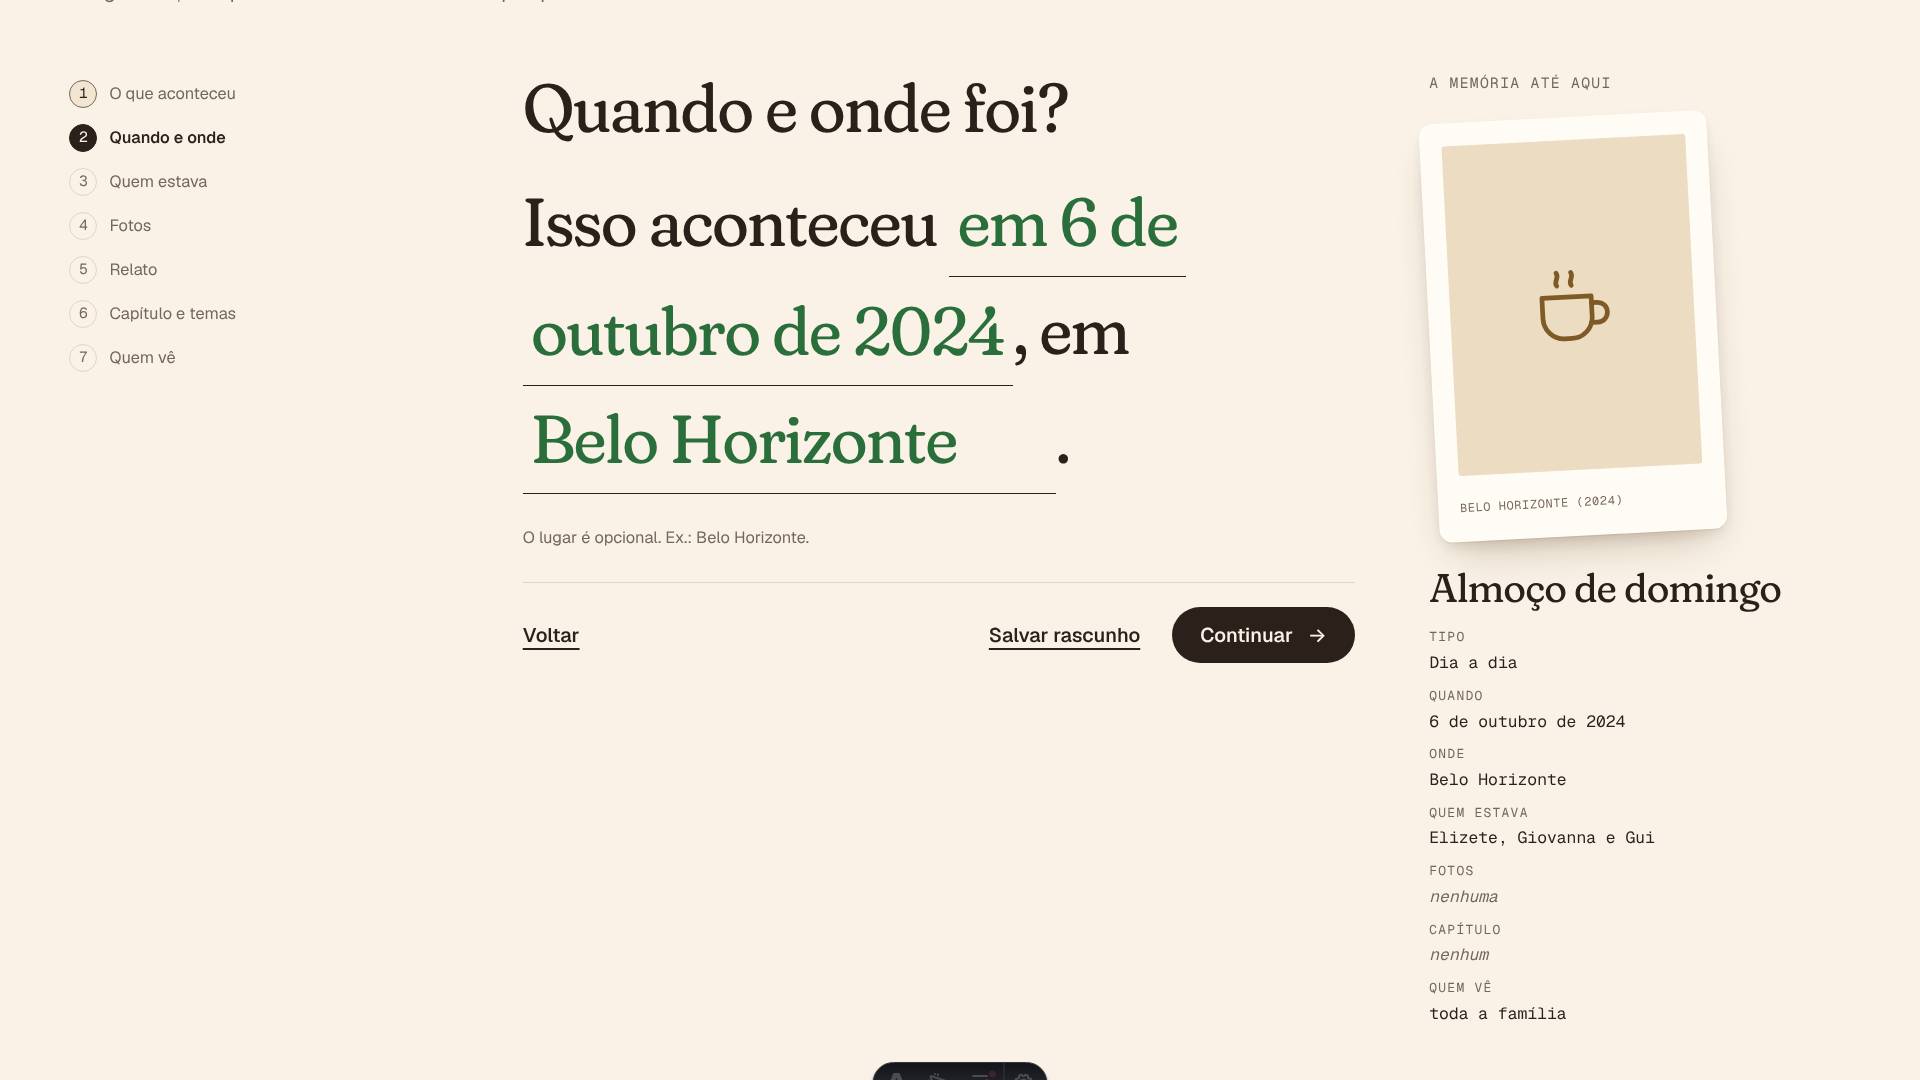 1 O que aconteceu
2 Quando e onde
3 Quem estava
4 Fotos
5 Relato
6 Capítulo e temas
7 Quem vê
Quando e onde foi?
Isso aconteceu em 6 de
outubro de 2024, em
Belo Horizonte .
O lugar é opcional. Ex.: Belo Horizonte.
Voltar
Salvar rascunho
Continuar →
A MEMÓRIA ATÉ AQUI
BELO HORIZONTE (2024)
Almoço de domingo
TIPO
Dia a dia
QUANDO
6 de outubro de 2024
ONDE
Belo Horizonte
QUEM ESTAVA
Elizete, Giovanna e Gui
FOTOS
nenhuma
CAPÍTULO
nenhum
QUEM VÊ
toda a família